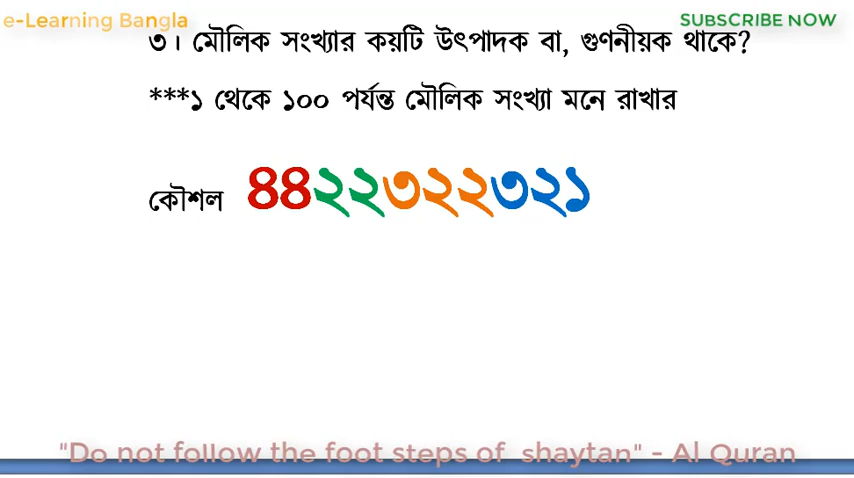 e-Learning Bangla
SUBSCRIBE NOW
৩। মৌলিক সংখ্যার কয়টি উৎপাদক বা, গুণনীয়ক থাকে?
***১ থেকে ১০০ পর্যন্ত মৌলিক সংখ্যা মনে রাখার
কৌশল ৪৪২২৩২২৩২১
"Do not follow the foot steps of shaytan" - Al Quran